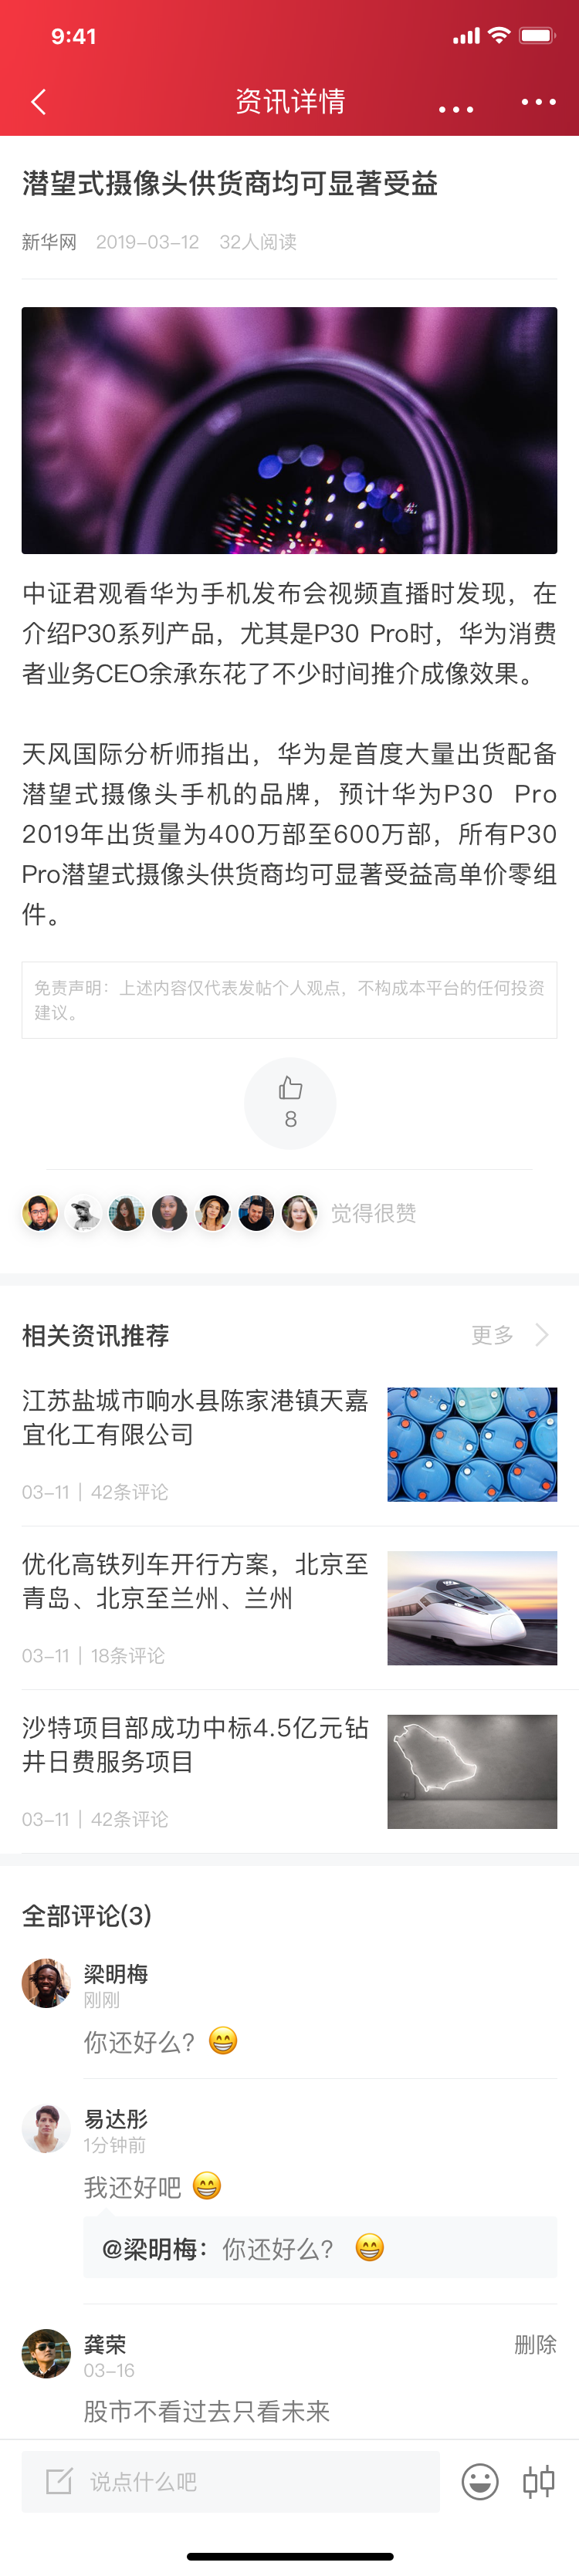 9:41
资讯详情
潜望式摄像头供货商均可显著受益
新华网 2019-03-12 32人阅读
中证君观看华为手机发布会视频直播时发现，在
介绍P30系列产品，尤其是P30 Pro时，华为消费
者业务CEO余承东花了不少时间推介成像效果。
天风国际分析师指出，华为是首度大量出货配备
潜望式摄像头手机的品牌，预计华为P30 Pro
2019年出货量为400万部至600万部，所有P30
Pro潜望式摄像头供货商均可显著受益高单价零组
件。
免责声明：上述内容仅代表发帖个人观点，不构成本平台的任何投资
建议。
8
觉得很赞
相关资讯推荐 更多
江苏盐城市响水县陈家港镇天嘉
宜化工有限公司
03-11 | 42条评论
优化高铁列车开行方案，北京至
青岛、北京至兰州、兰州
03-11 | 18条评论
沙特项目部成功中标4.5亿元钻
井日费服务项目
03-11 | 42条评论
全部评论(3)
梁明梅
刚刚
你还好么？😁
易达彤
1分钟前
我还好吧 😁
@梁明梅：你还好么？ 😁
龚荣 删除
03-16
股市不看过去只看未来
说点什么吧